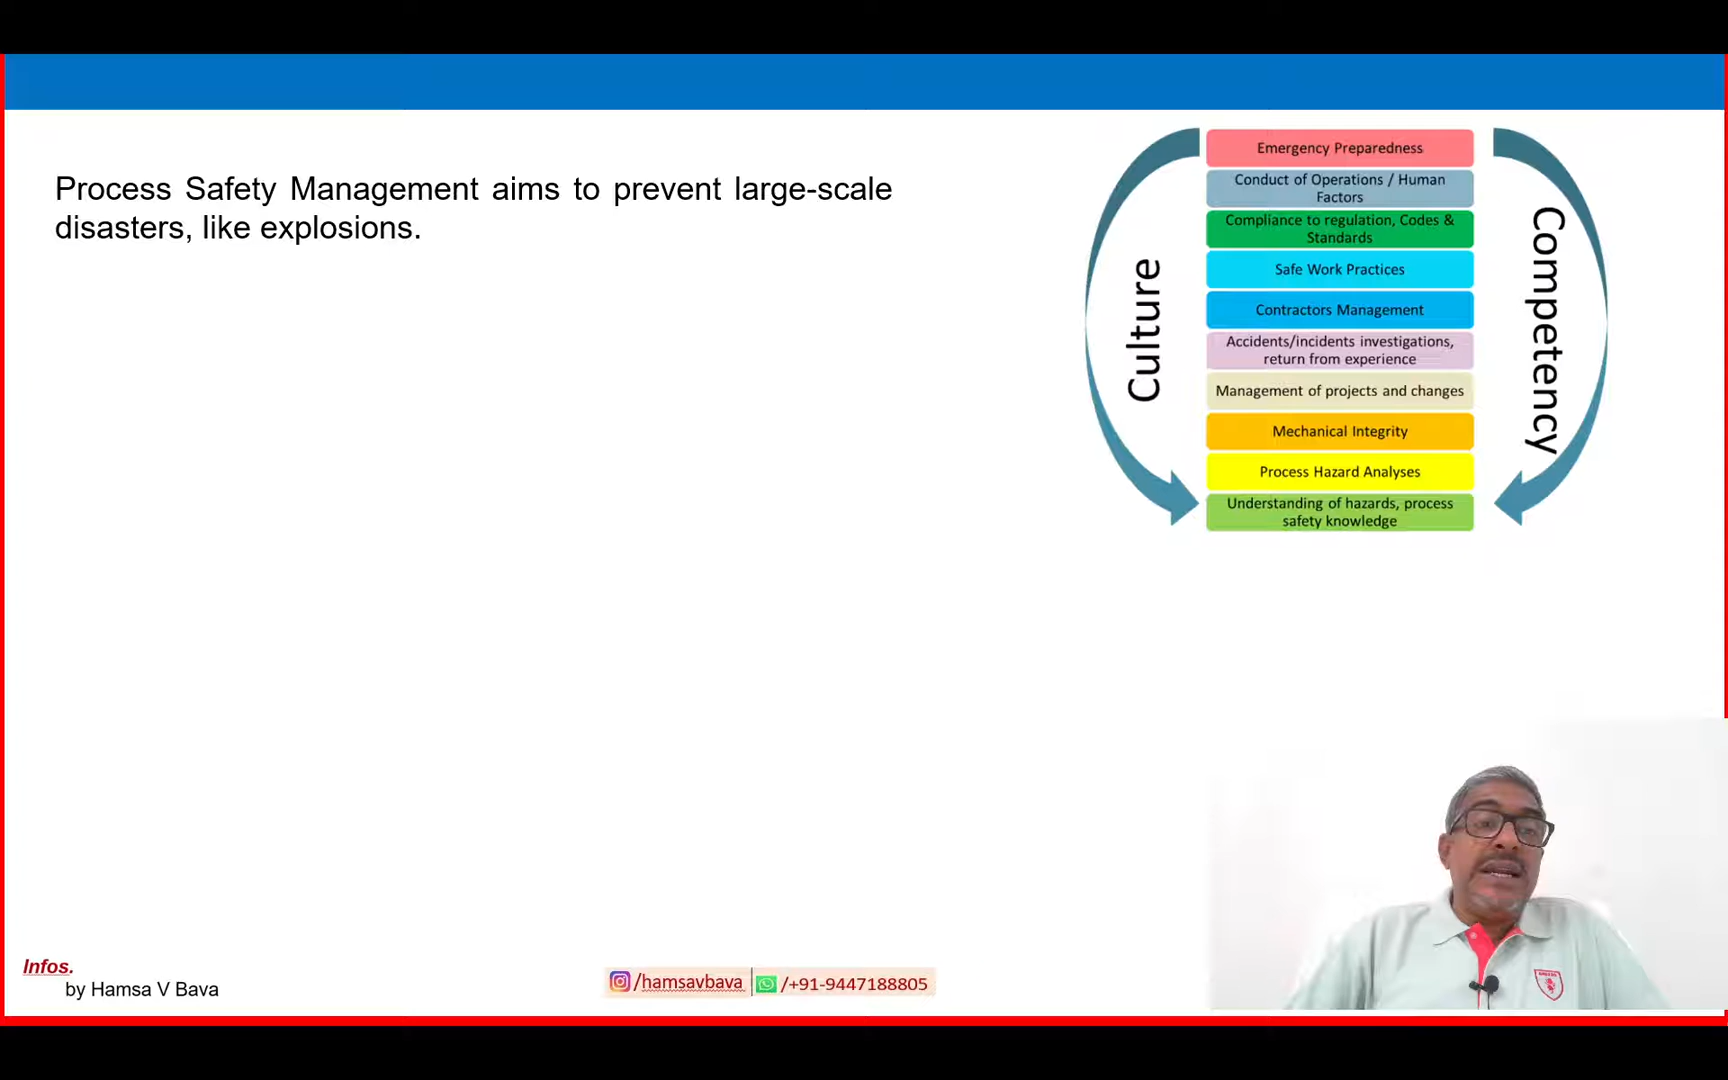 Process Safety Management aims to prevent large-scale
disasters, like explosions.
Culture
Emergency Preparedness
Conduct of Operations / Human
Factors
Compliance to regulation, Codes &
Standards
Safe Work Practices
Contractors Management
Accidents/incidents investigations,
return from experience
Management of projects and changes
Mechanical Integrity
Process Hazard Analyses
Understanding of hazards, process
safety knowledge
Competency
Infos.
by Hamsa V Bava
/hamsavbava
/+91-9447188805